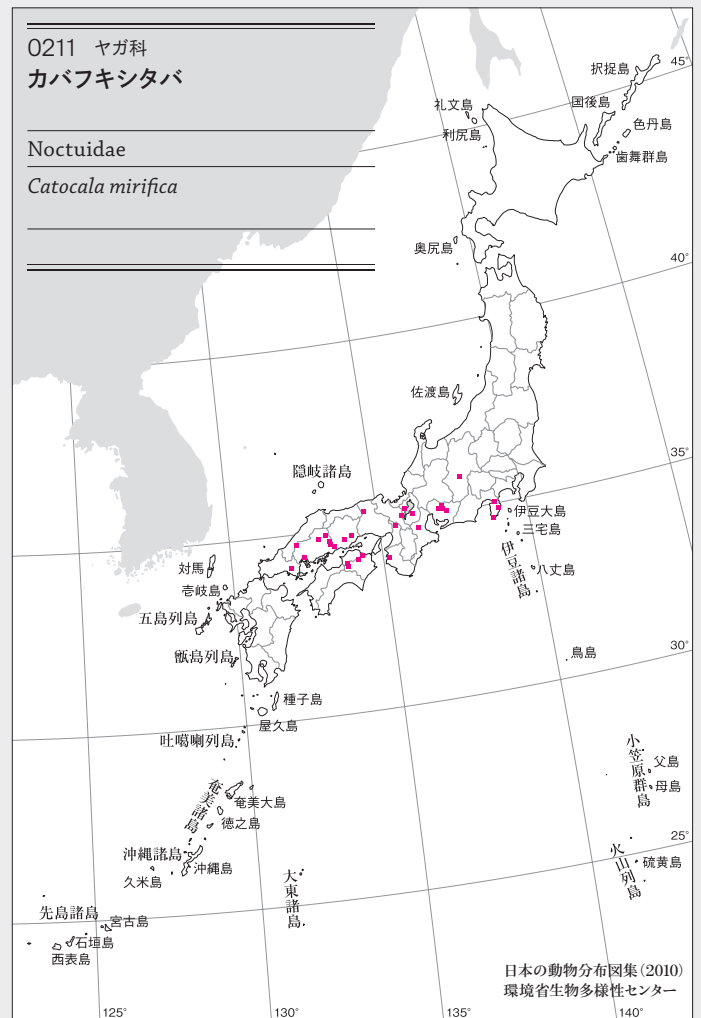 0211 ヤガ科
カバフキシタバ
Noctuidae
Catocala mirifica
択捉島
45°
国後島
礼文島
色丹島
利尻島
歯舞群島
奥尻島
40°
佐渡島
35°
隠岐諸島
伊豆大島
三宅島
伊豆諸島
八丈島
対馬
壱岐島
五島列島
鳥島
30°
甑島列島
種子島
屋久島
吐噶喇列島
小笠原群島
父島
母島
奄美諸島
奄美大島
徳之島
25°
沖縄諸島
沖縄島
久米島
火山列島
硫黄島
大東諸島
先島諸島
宮古島
石垣島
西表島
日本の動物分布図集(2010)
環境省生物多様性センター
125°
130°
135°
140°